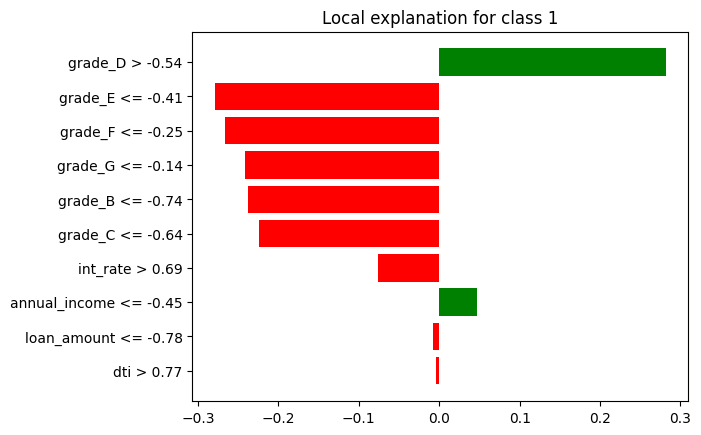 Local explanation for class 1
grade_D > -0.54
grade_E <= -0.41
grade_F <= -0.25
grade_G <= -0.14
grade_B <= -0.74
grade_C <= -0.64
int_rate > 0.69
annual_income <= -0.45
loan_amount <= -0.78
dti > 0.77
−0.3 −0.2 −0.1 0.0 0.1 0.2 0.3